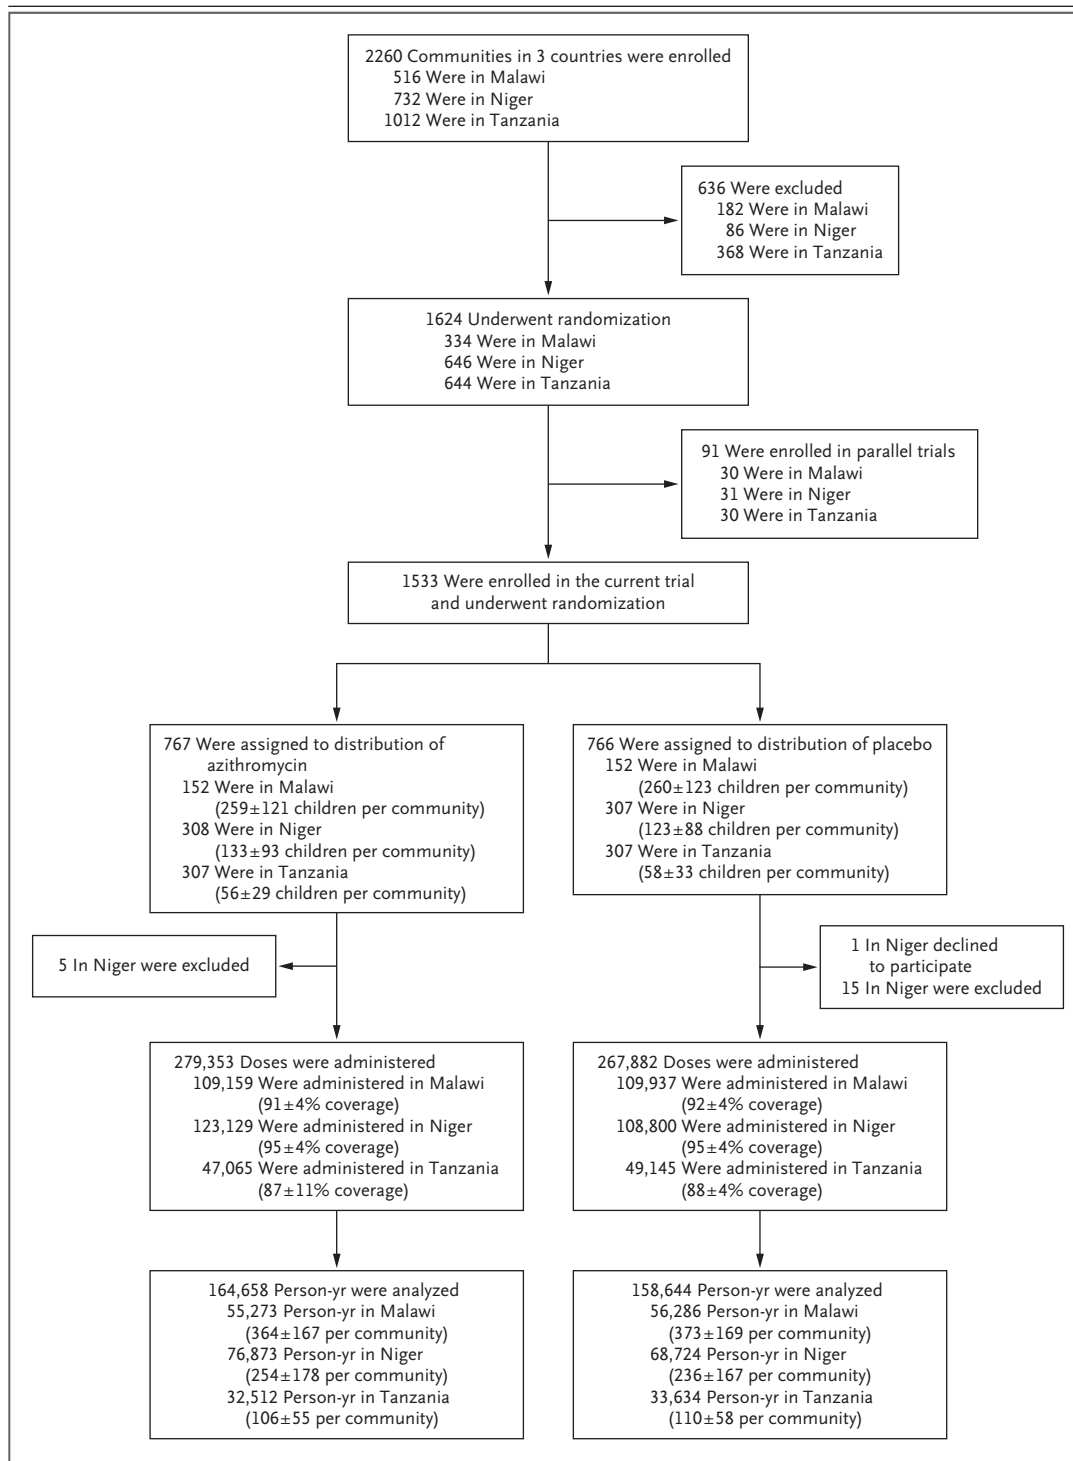 2260 Communities in 3 countries were enrolled
516 Were in Malawi
732 Were in Niger
1012 Were in Tanzania
636 Were excluded
182 Were in Malawi
86 Were in Niger
368 Were in Tanzania
1624 Underwent randomization
334 Were in Malawi
646 Were in Niger
644 Were in Tanzania
91 Were enrolled in parallel trials
30 Were in Malawi
31 Were in Niger
30 Were in Tanzania
1533 Were enrolled in the current trial
and underwent randomization
767 Were assigned to distribution of
azithromycin
152 Were in Malawi
(259±121 children per community)
308 Were in Niger
(133±93 children per community)
307 Were in Tanzania
(56±29 children per community)
766 Were assigned to distribution of placebo
152 Were in Malawi
(260±123 children per community)
307 Were in Niger
(123±88 children per community)
307 Were in Tanzania
(58±33 children per community)
5 In Niger were excluded
1 In Niger declined
to participate
15 In Niger were excluded
279,353 Doses were administered
109,159 Were administered in Malawi
(91±4% coverage)
123,129 Were administered in Niger
(95±4% coverage)
47,065 Were administered in Tanzania
(87±11% coverage)
267,882 Doses were administered
109,937 Were administered in Malawi
(92±4% coverage)
108,800 Were administered in Niger
(95±4% coverage)
49,145 Were administered in Tanzania
(88±4% coverage)
164,658 Person-yr were analyzed
55,273 Person-yr in Malawi
(364±167 per community)
76,873 Person-yr in Niger
(254±178 per community)
32,512 Person-yr in Tanzania
(106±55 per community)
158,644 Person-yr were analyzed
56,286 Person-yr in Malawi
(373±169 per community)
68,724 Person-yr in Niger
(236±167 per community)
33,634 Person-yr in Tanzania
(110±58 per community)